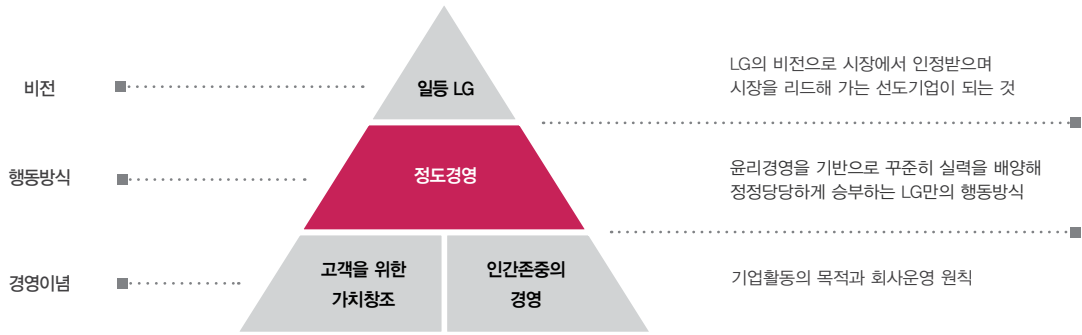 비전
일등 LG
LG의 비전으로 시장에서 인정받으며
시장을 리드해 가는 선도기업이 되는 것
행동방식
정도경영
윤리경영을 기반으로 꾸준히 실력을 배양해
정정당당하게 승부하는 LG만의 행동방식
경영이념
고객을 위한
가치창조
인간존중의
경영
기업활동의 목적과 회사운영 원칙